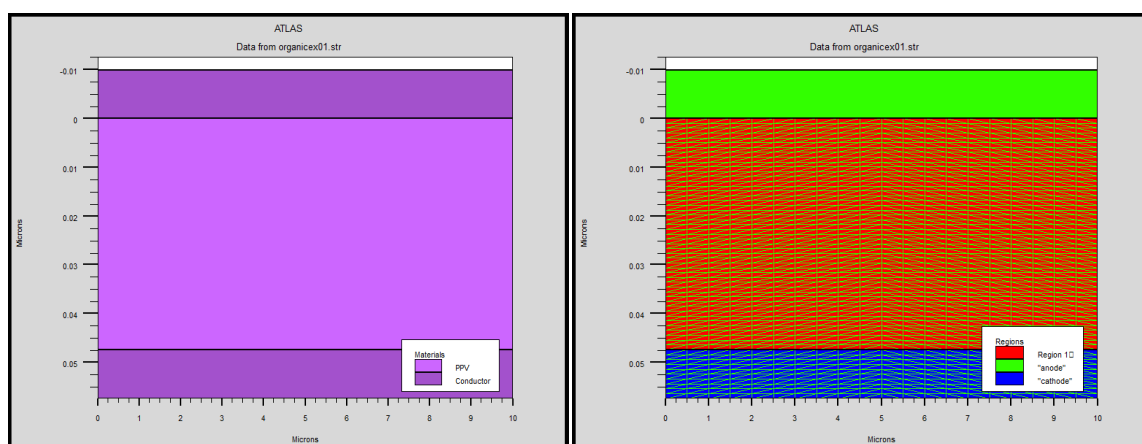 ATLAS
Data from organicex01.str
-0.01
0
0.01
0.02
0.03
0.04
0.05
Microns
Materials
PPV
Conductor
0 1 2 3 4 5 6 7 8 9 10
Microns
ATLAS
Data from organicex01.str
-0.01
0
0.01
0.02
0.03
0.04
0.05
Microns
Regions
Region 1
"anode"
"cathode"
0 1 2 3 4 5 6 7 8 9 10
Microns